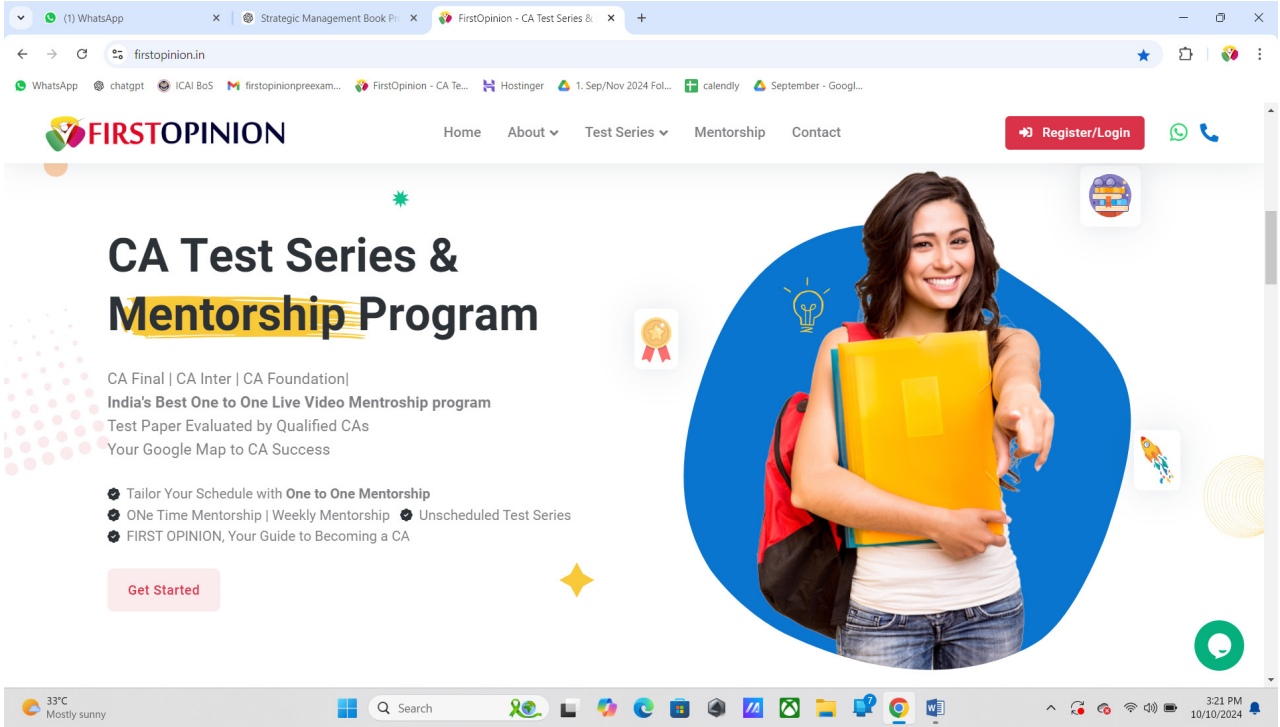 (1) WhatsApp
Strategic Management Book Pr
FirstOpinion - CA Test Series &
firstopinion.in
WhatsApp
chatgpt
ICAI BoS
firstopinionpreexam...
FirstOpinion - CA Te...
Hostinger
1. Sep/Nov 2024 Fol...
calendly
September - Googl...
FIRSTOPINION
Home
About
Test Series
Mentorship
Contact
Register/Login
CA Test Series &
Mentorship Program
CA Final | CA Inter | CA Foundation|
India's Best One to One Live Video Mentroship program
Test Paper Evaluated by Qualified CAs
Your Google Map to CA Success
Tailor Your Schedule with One to One Mentorship
ONe Time Mentorship | Weekly Mentorship Unscheduled Test Series
FIRST OPINION, Your Guide to Becoming a CA
Get Started
33°C
Mostly sunny
Search
3:21 PM
10/10/2024